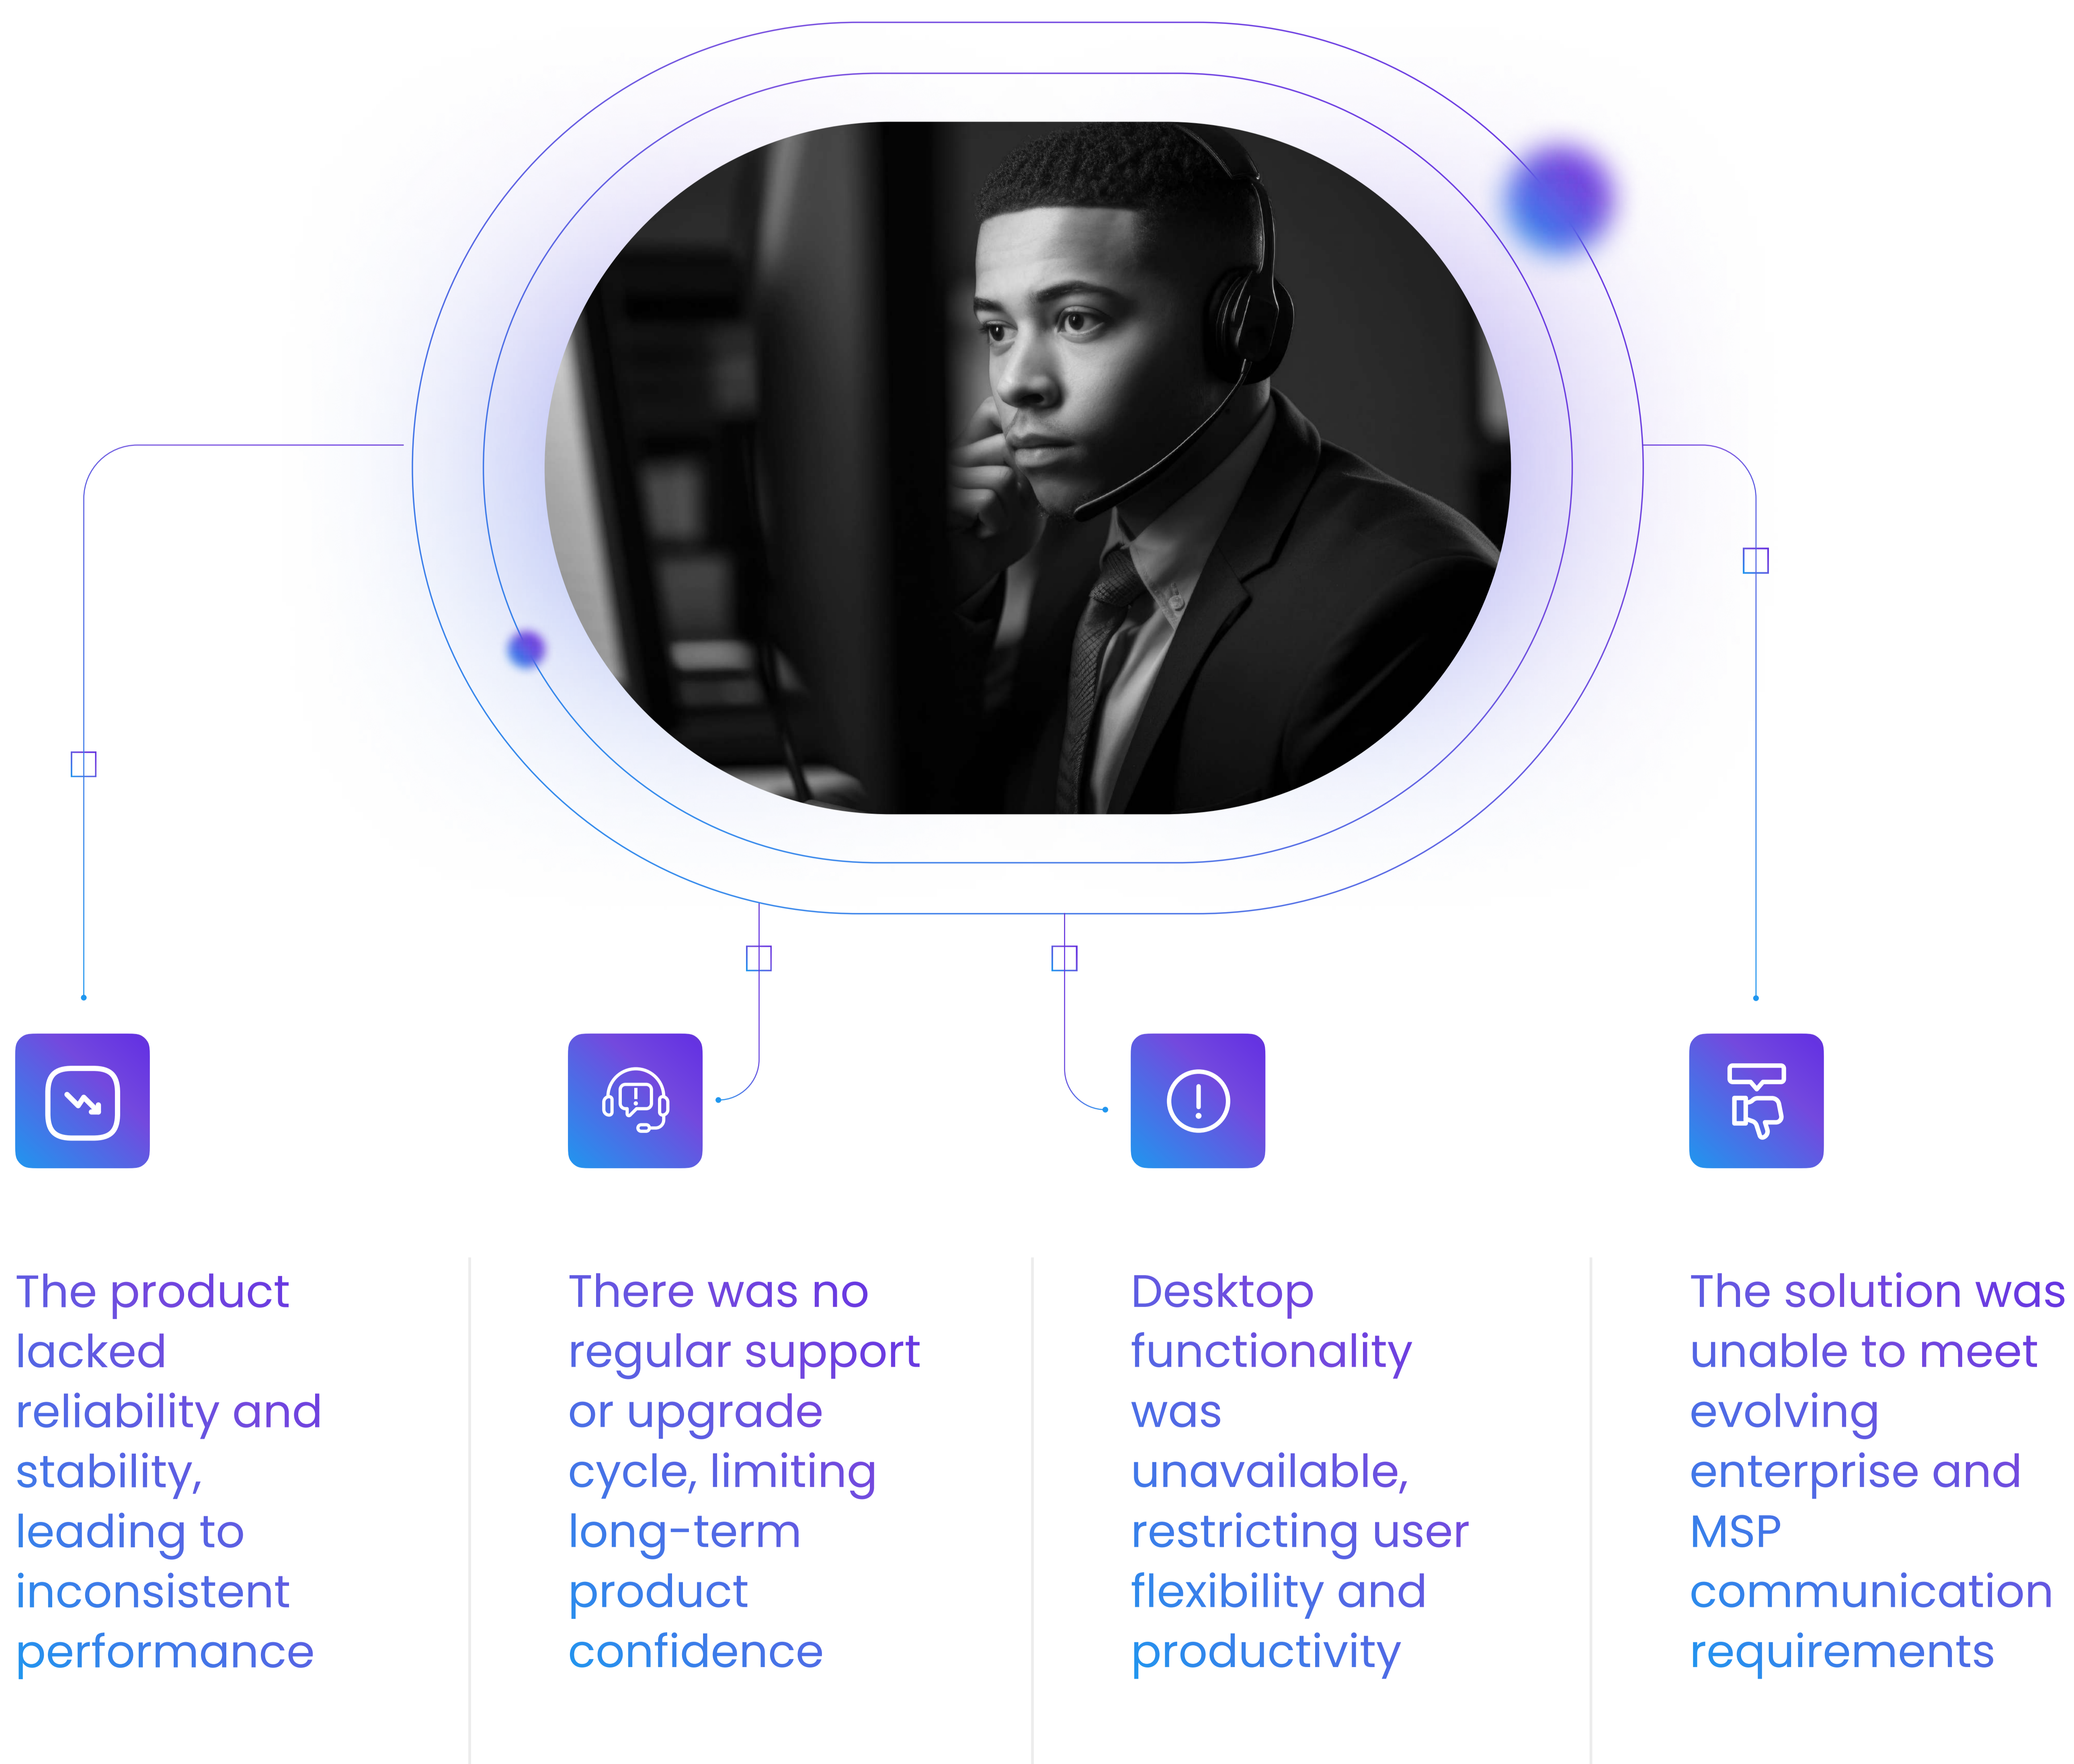 The product
lacked
reliability and
stability,
leading to
inconsistent
performance
There was no
regular support
or upgrade
cycle, limiting
long-term
product
confidence
Desktop
functionality
was
unavailable,
restricting user
flexibility and
productivity
The solution was
unable to meet
evolving
enterprise and
MSP
communication
requirements